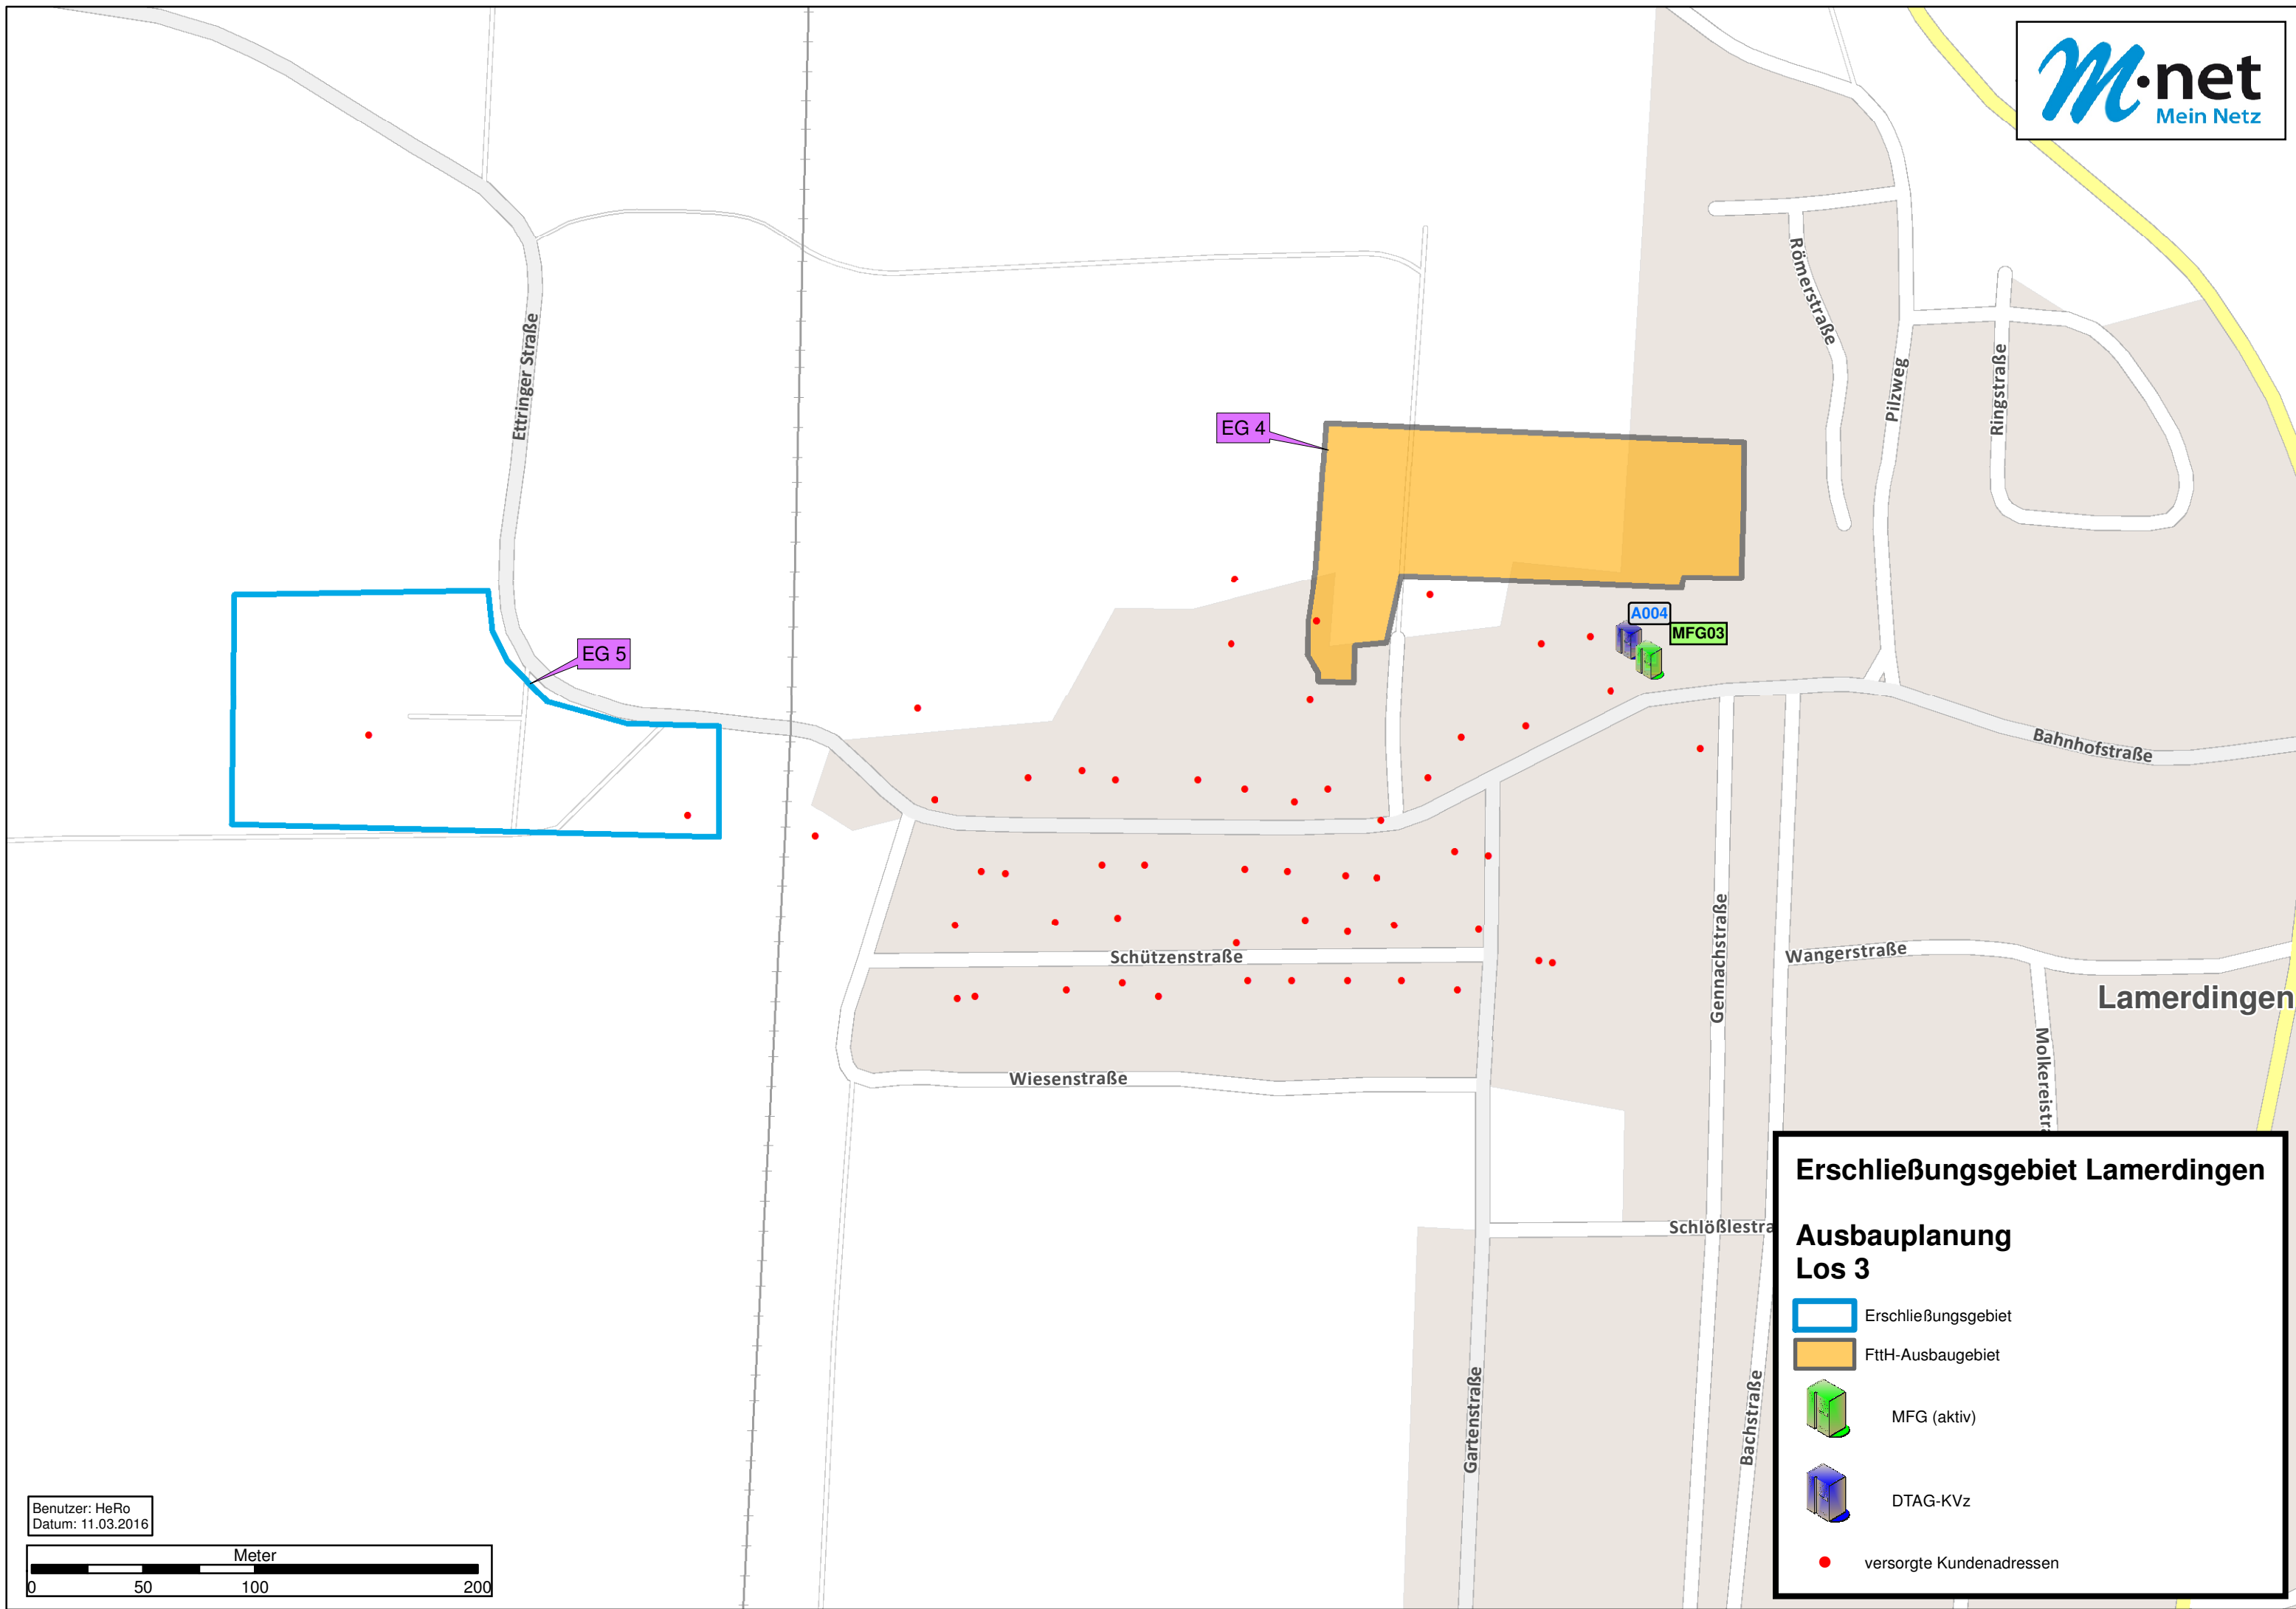 M·net
Mein Netz
Römerstraße
Pilzweg
Ringstraße
Ettringer Straße
EG 4
EG 5
A004
MFG03
Bahnhofstraße
Schützenstraße
Gennachstraße
Wangerstraße
Lamerdingen
Molkereistra
Wiesenstraße
Schlößlestra
Gartenstraße
Bachstraße
Erschließungsgebiet Lamerdingen
Ausbauplanung
Los 3
Erschließungsgebiet
FttH-Ausbaugebiet
MFG (aktiv)
DTAG-KVz
versorgte Kundenadressen
Benutzer: HeRo
Datum: 11.03.2016
Meter
0 50 100 200